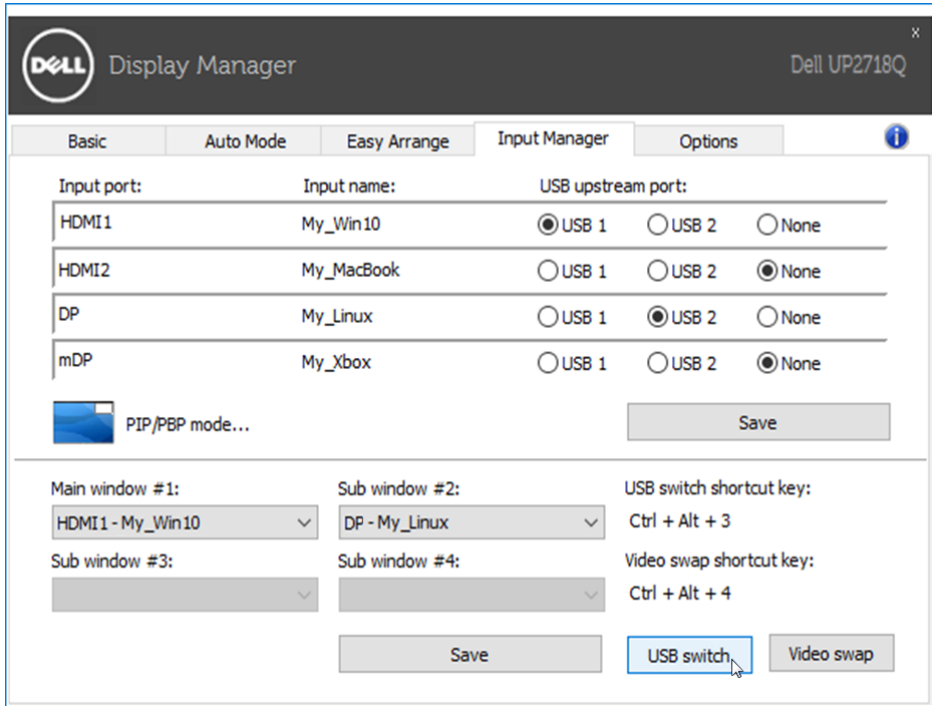 x
DELL Display Manager Dell UP2718Q
Basic Auto Mode Easy Arrange Input Manager Options i
Input port: Input name: USB upstream port:
HDMI1 My_Win10 USB 1 USB 2 None
HDMI2 My_MacBook USB 1 USB 2 None
DP My_Linux USB 1 USB 2 None
mDP My_Xbox USB 1 USB 2 None
PIP/PBP mode... Save
Main window #1: Sub window #2: USB switch shortcut key:
HDMI1 - My_Win10 DP - My_Linux Ctrl + Alt + 3
Sub window #3: Sub window #4: Video swap shortcut key:
Ctrl + Alt + 4
Save USB switch Video swap